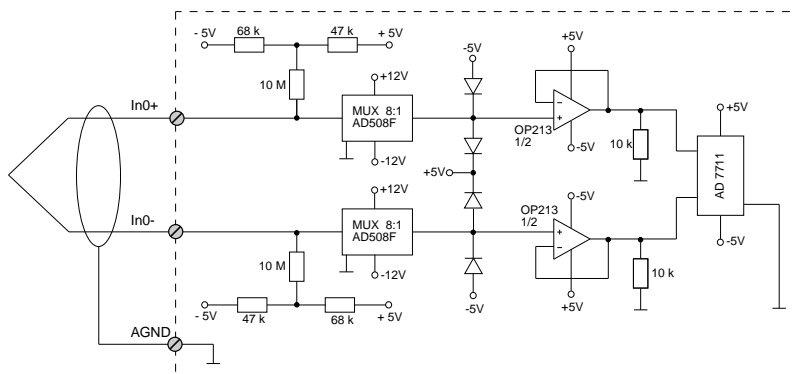 - 5V
68 k
47 k
+ 5V
10 M
In0+
+12V
MUX 8:1
AD508F
-12V
-5V
+5V
OP213
1/2
-5V
10 k
+5V
+5V
AD 7711
-5V
In0-
+12V
MUX 8:1
AD508F
-12V
10 M
- 5V
47 k
68 k
+ 5V
-5V
OP213
1/2
-5V
+5V
10 k
AGND